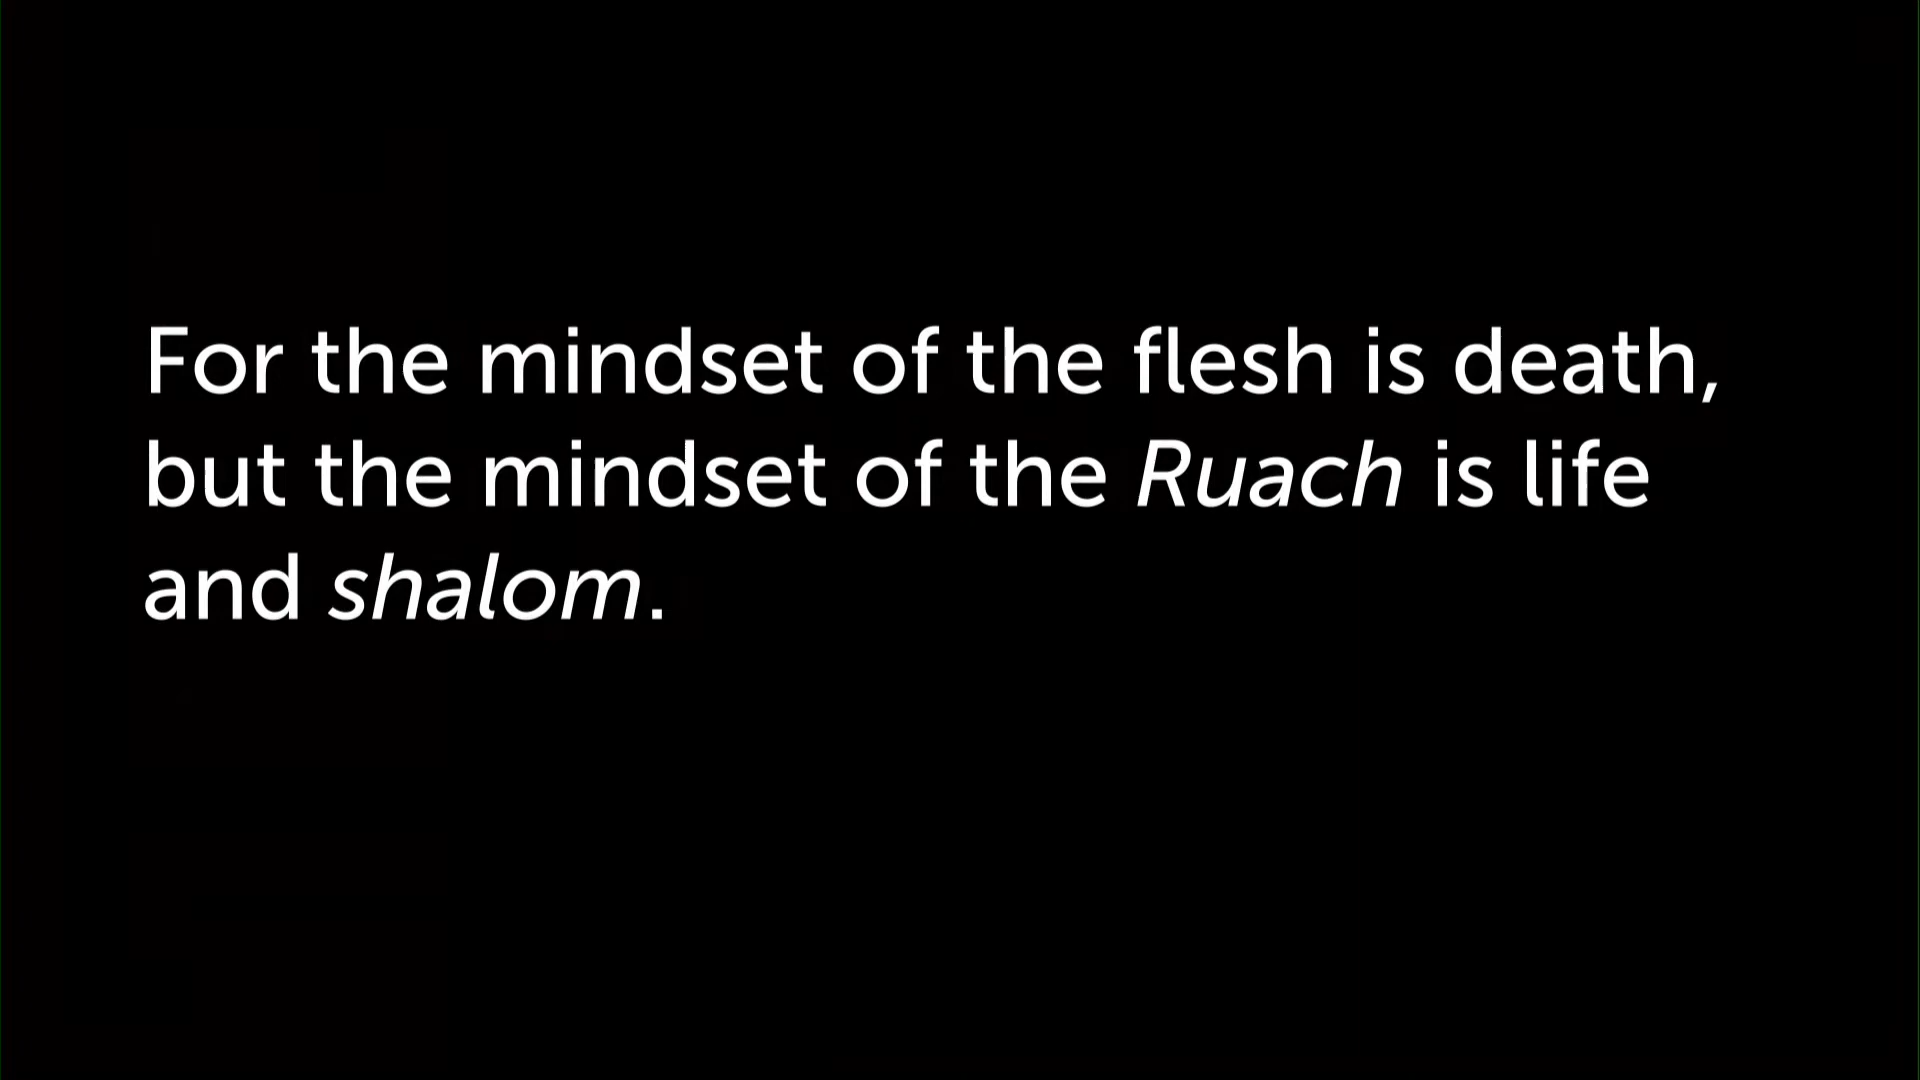 For the mindset of the flesh is death,
but the mindset of the Ruach is life
and shalom.